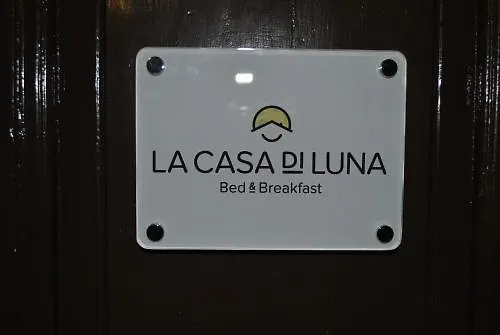 LA CASA DI LUNA
Bed & Breakfast